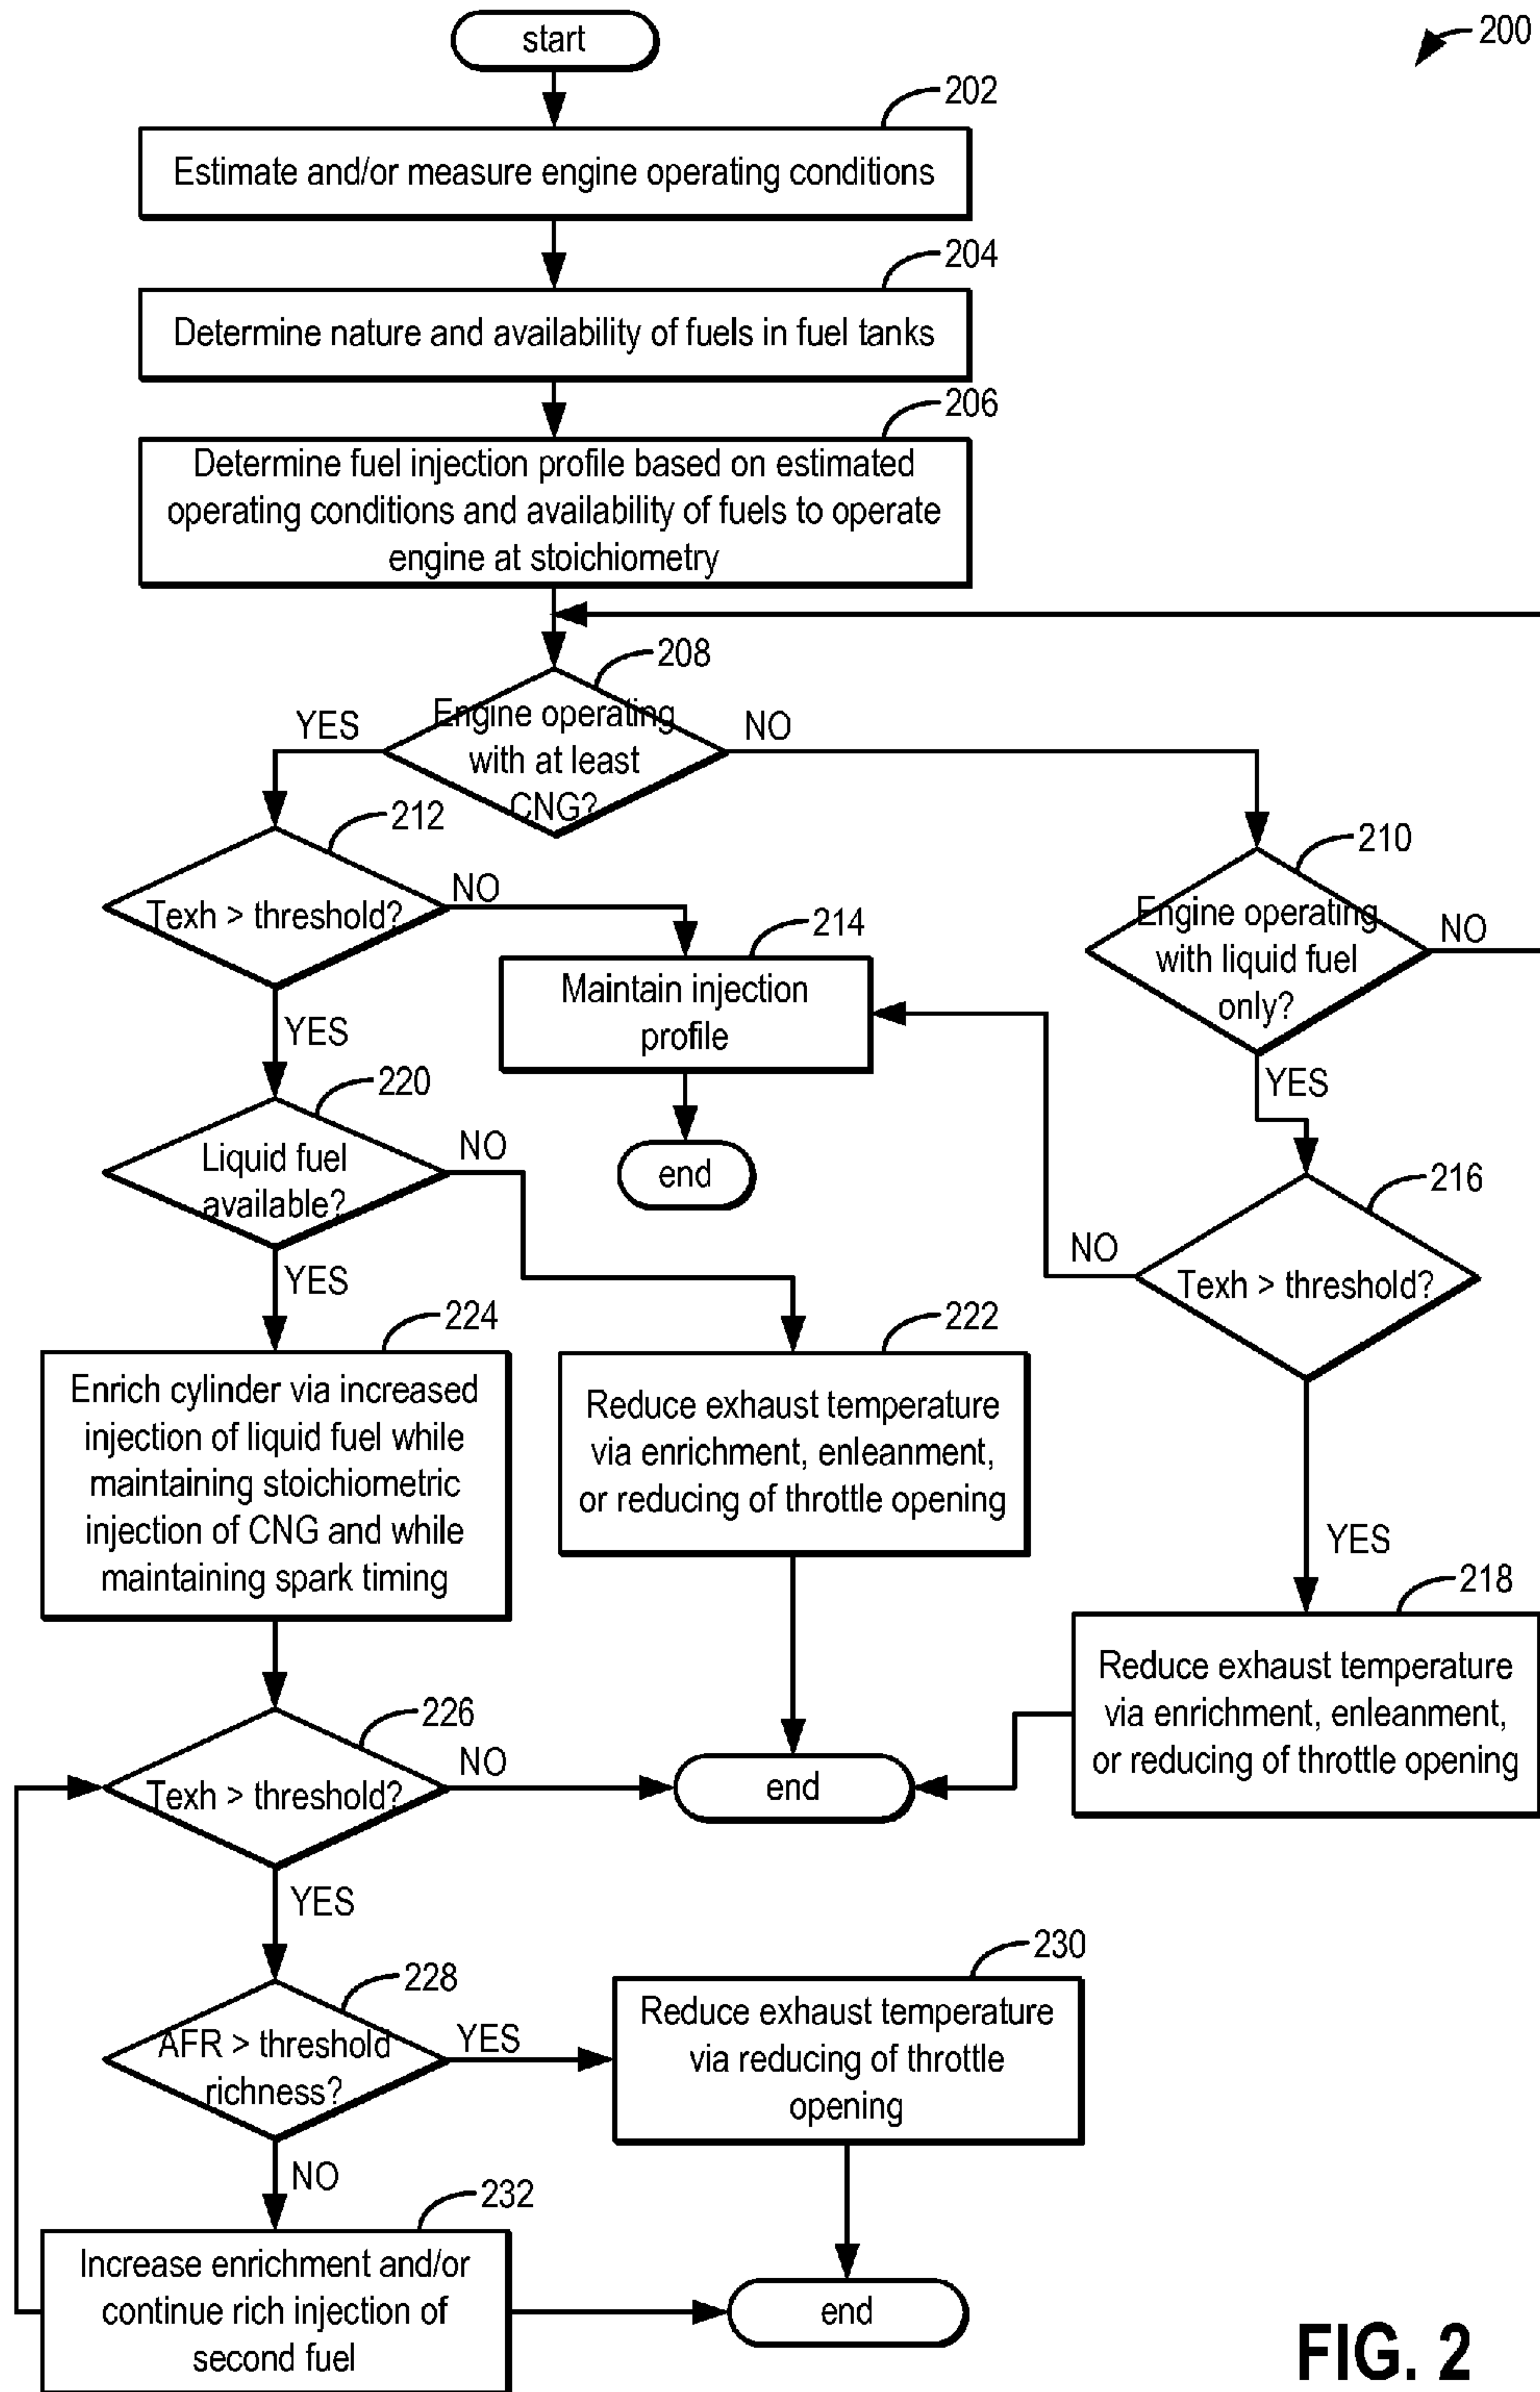 start
200
202
Estimate and/or measure engine operating conditions
204
Determine nature and availability of fuels in fuel tanks
206
Determine fuel injection profile based on estimated
operating conditions and availability of fuels to operate
engine at stoichiometry
208
Engine operating
with at least
CNG?
YES
NO
212
Texh > threshold?
NO
YES
214
Maintain injection
profile
end
210
Engine operating
with liquid fuel
only?
NO
YES
220
Liquid fuel
available?
NO
YES
216
Texh > threshold?
NO
YES
224
Enrich cylinder via increased
injection of liquid fuel while
maintaining stoichiometric
injection of CNG and while
maintaining spark timing
222
Reduce exhaust temperature
via enrichment, enleanment,
or reducing of throttle opening
218
Reduce exhaust temperature
via enrichment, enleanment,
or reducing of throttle opening
226
Texh > threshold?
NO
end
YES
228
AFR > threshold
richness?
YES
NO
230
Reduce exhaust temperature
via reducing of throttle
opening
232
Increase enrichment and/or
continue rich injection of
second fuel
end
FIG. 2